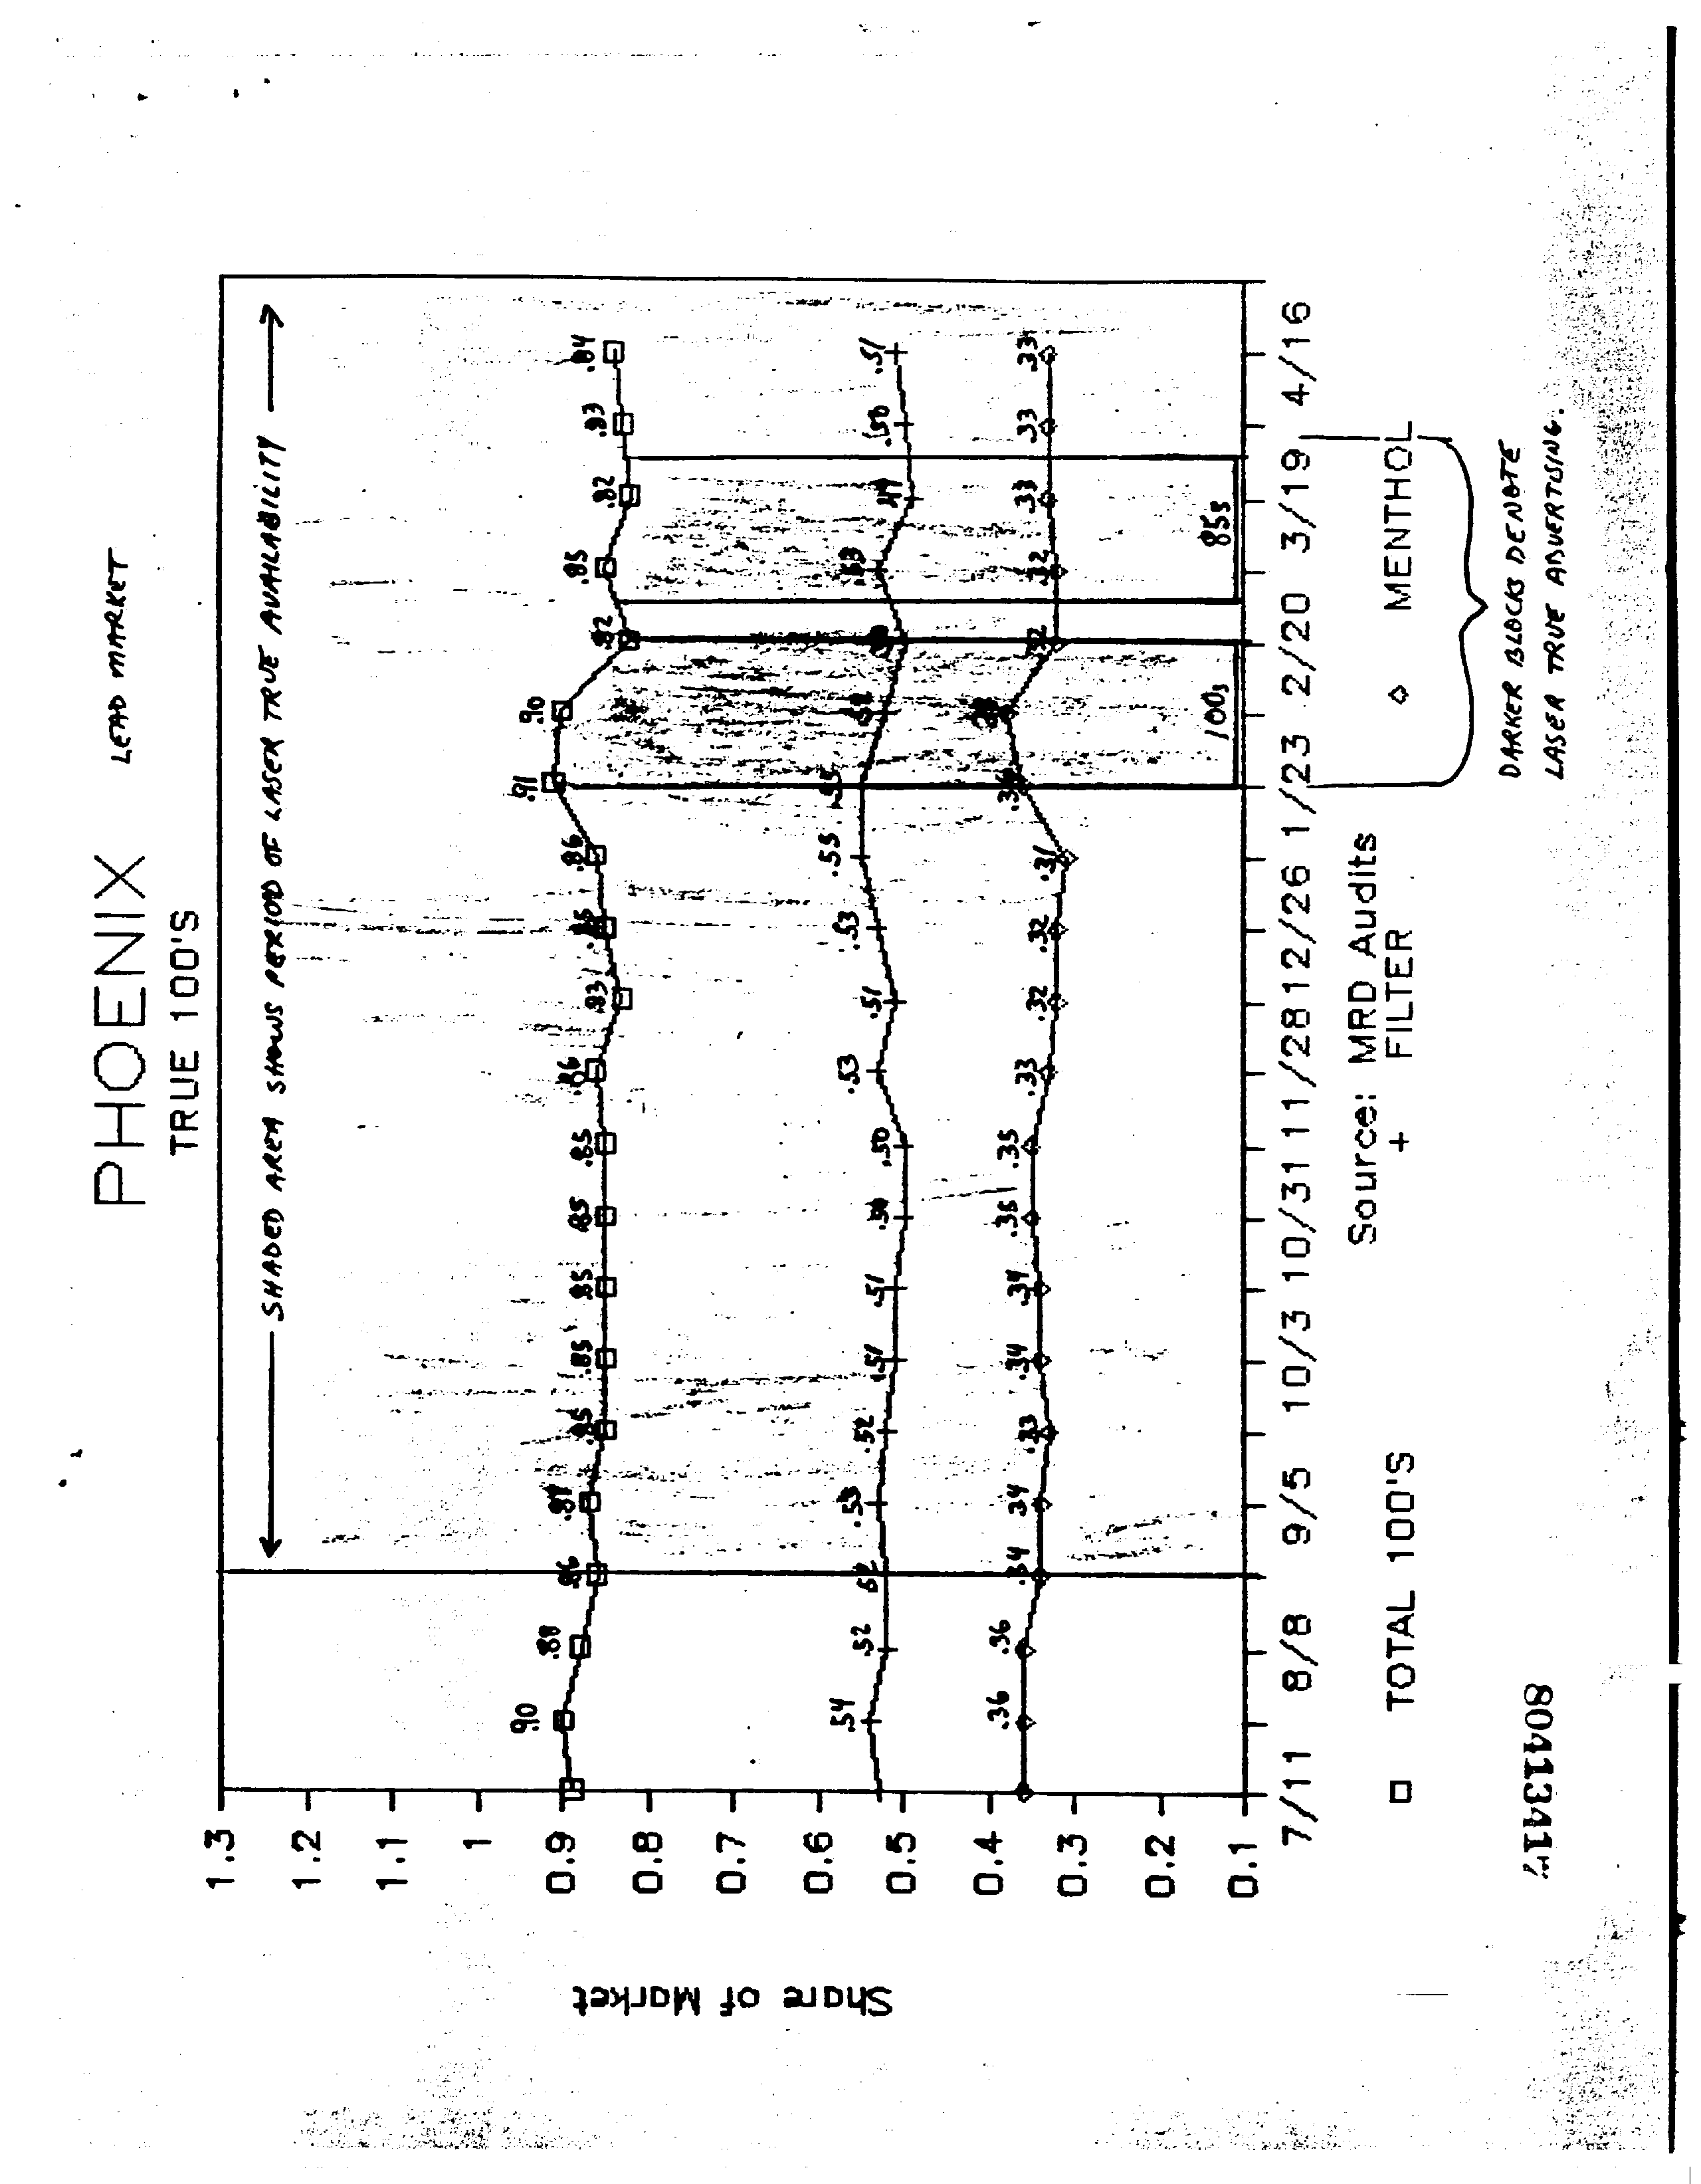 PHOENIX
LEAD MARKET
TRUE 100'S
SHADED AREA SHOWS PERIOD OF LASER TRUE AVAILABILITY
Share of Market
1.3
1.2
1.1
1
0.9
0.8
0.7
0.6
0.5
0.4
0.3
0.2
0.1
.90 .88 .86 .87 .85 .85 .85 .85 .85 .86 .83 .85 .86 .91 .90 .82 .85 .82 .83 .84
.54 .52 .52 .53 .52 .51 .51 .50 .50 .53 .51 .53 .55 .55 .53 .50 .51
.36 .36 .34 .34 .33 .34 .34 .35 .35 .33 .32 .32 .31 .36 .32 .32 .33 .33 .33
100s 85s
7/11 8/8 9/5 10/3 10/31 11/28 12/26 1/23 2/20 3/19 4/16
Source: MRD Audits
TOTAL 100'S + FILTER MENTHOL
DARKER BLOCKS DENOTE
LASER TRUE ADVERTISING.
80413417